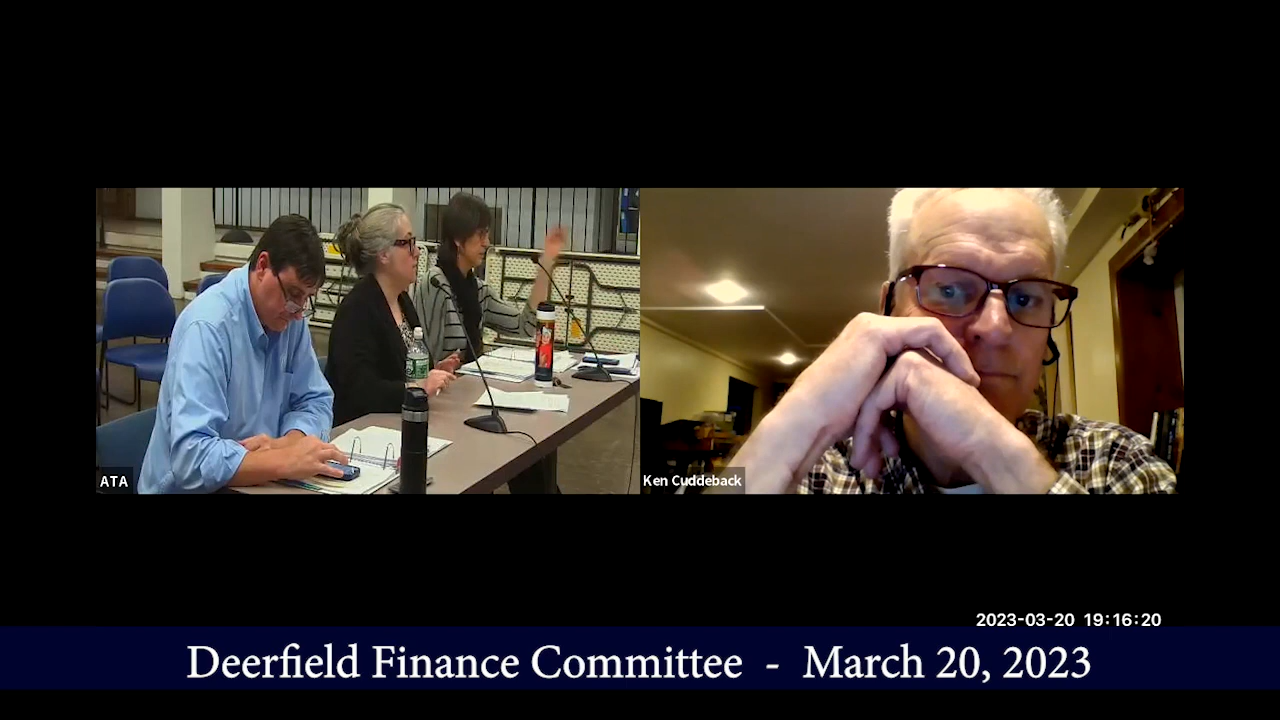 ATA
Ken Cuddeback
2023-03-20 19:16:20
Deerfield Finance Committee - March 20, 2023